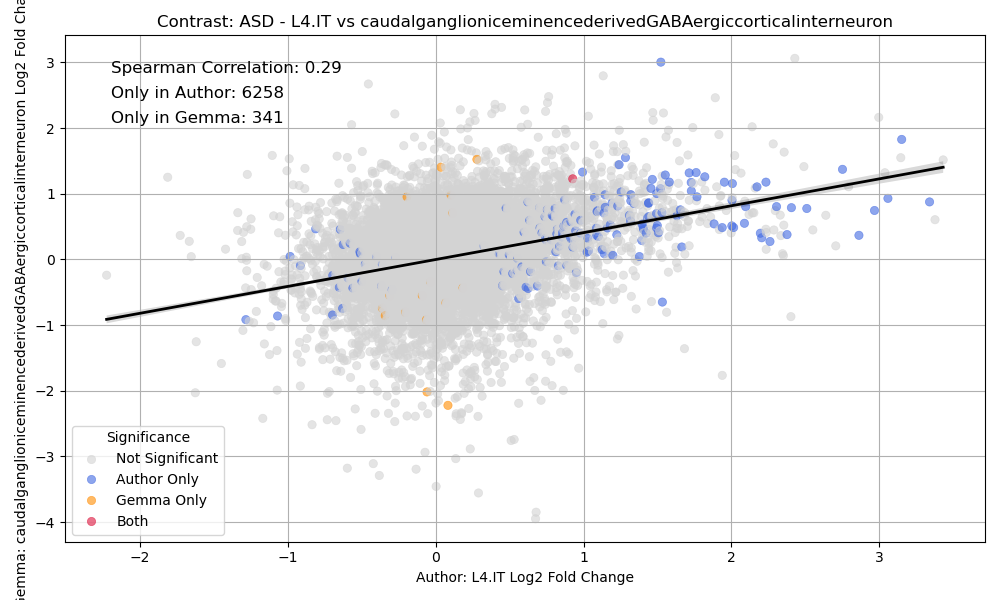 Contrast: ASD - L4.IT vs caudalganglioniceminencederivedGABAergiccorticalinterneuron
caudalganglioniceminencederivedGABAergiccorticalinterneuron Log2 Fold
Spearman Correlation: 0.29
Only in Author: 6258
Only in Gemma: 341
3
2
1
0
−1
−2
−3
−4
Significance
Not Significant
Author Only
Gemma Only
Both
−2 −1 0 1 2 3
Author: L4.IT Log2 Fold Change